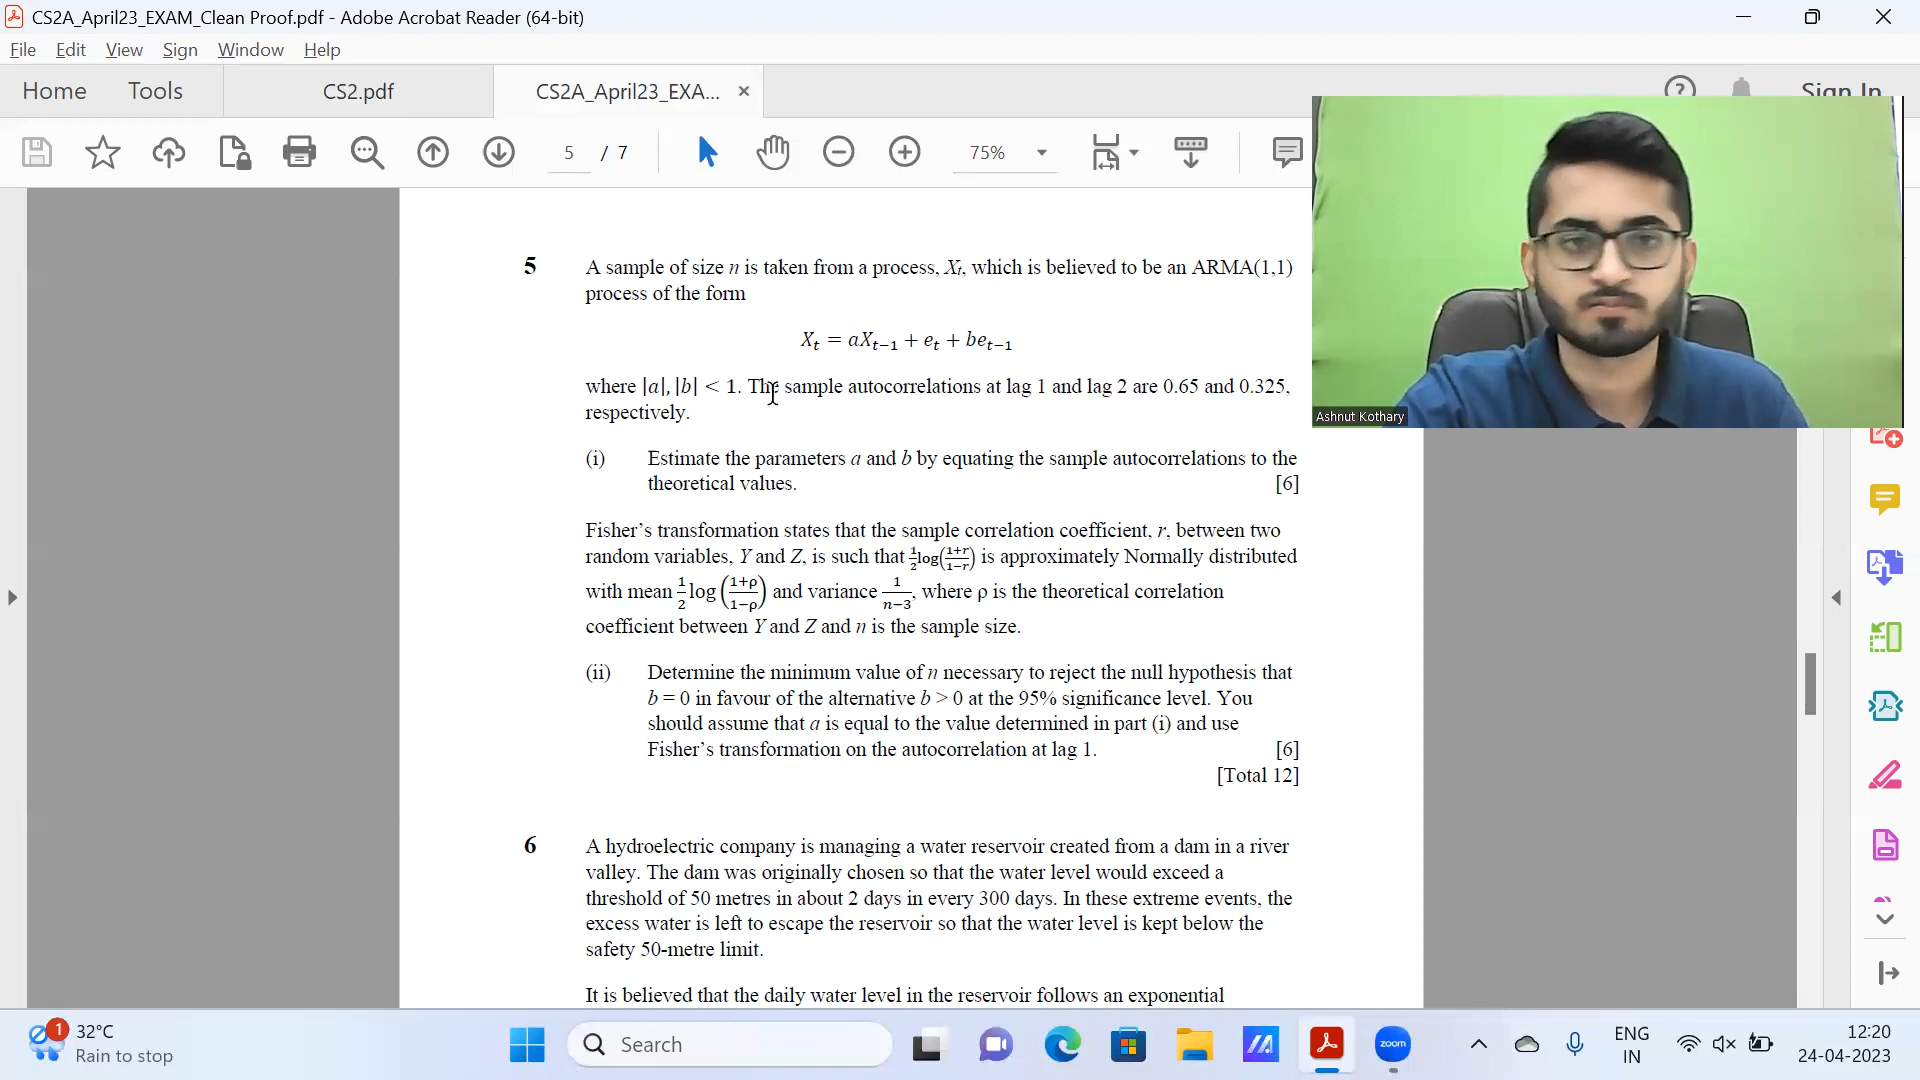 CS2A_April23_EXAM_Clean Proof.pdf - Adobe Acrobat Reader (64-bit)
File Edit View Sign Window Help
Home Tools CS2.pdf CS2A_April23_EXA... × Sign In
5 / 7 75%
5 A sample of size n is taken from a process, Xₜ, which is believed to be an ARMA(1,1)
process of the form
Xₜ = aXₜ₋₁ + eₜ + beₜ₋₁
where |a|, |b| < 1. The sample autocorrelations at lag 1 and lag 2 are 0.65 and 0.325,
respectively.
Ashnut Kothary
(i) Estimate the parameters a and b by equating the sample autocorrelations to the
theoretical values. [6]
Fisher's transformation states that the sample correlation coefficient, r, between two
random variables, Y and Z, is such that ½log((1+r)/(1−r)) is approximately Normally distributed
with mean ½ log((1+ρ)/(1−ρ)) and variance 1/(n−3), where ρ is the theoretical correlation
coefficient between Y and Z and n is the sample size.
(ii) Determine the minimum value of n necessary to reject the null hypothesis that
b = 0 in favour of the alternative b > 0 at the 95% significance level. You
should assume that a is equal to the value determined in part (i) and use
Fisher's transformation on the autocorrelation at lag 1. [6]
[Total 12]
6 A hydroelectric company is managing a water reservoir created from a dam in a river
valley. The dam was originally chosen so that the water level would exceed a
threshold of 50 metres in about 2 days in every 300 days. In these extreme events, the
excess water is left to escape the reservoir so that the water level is kept below the
safety 50-metre limit.
It is believed that the daily water level in the reservoir follows an exponential
1 32°C
Rain to stop
Search
zoom
ENG
IN
12:20
24-04-2023